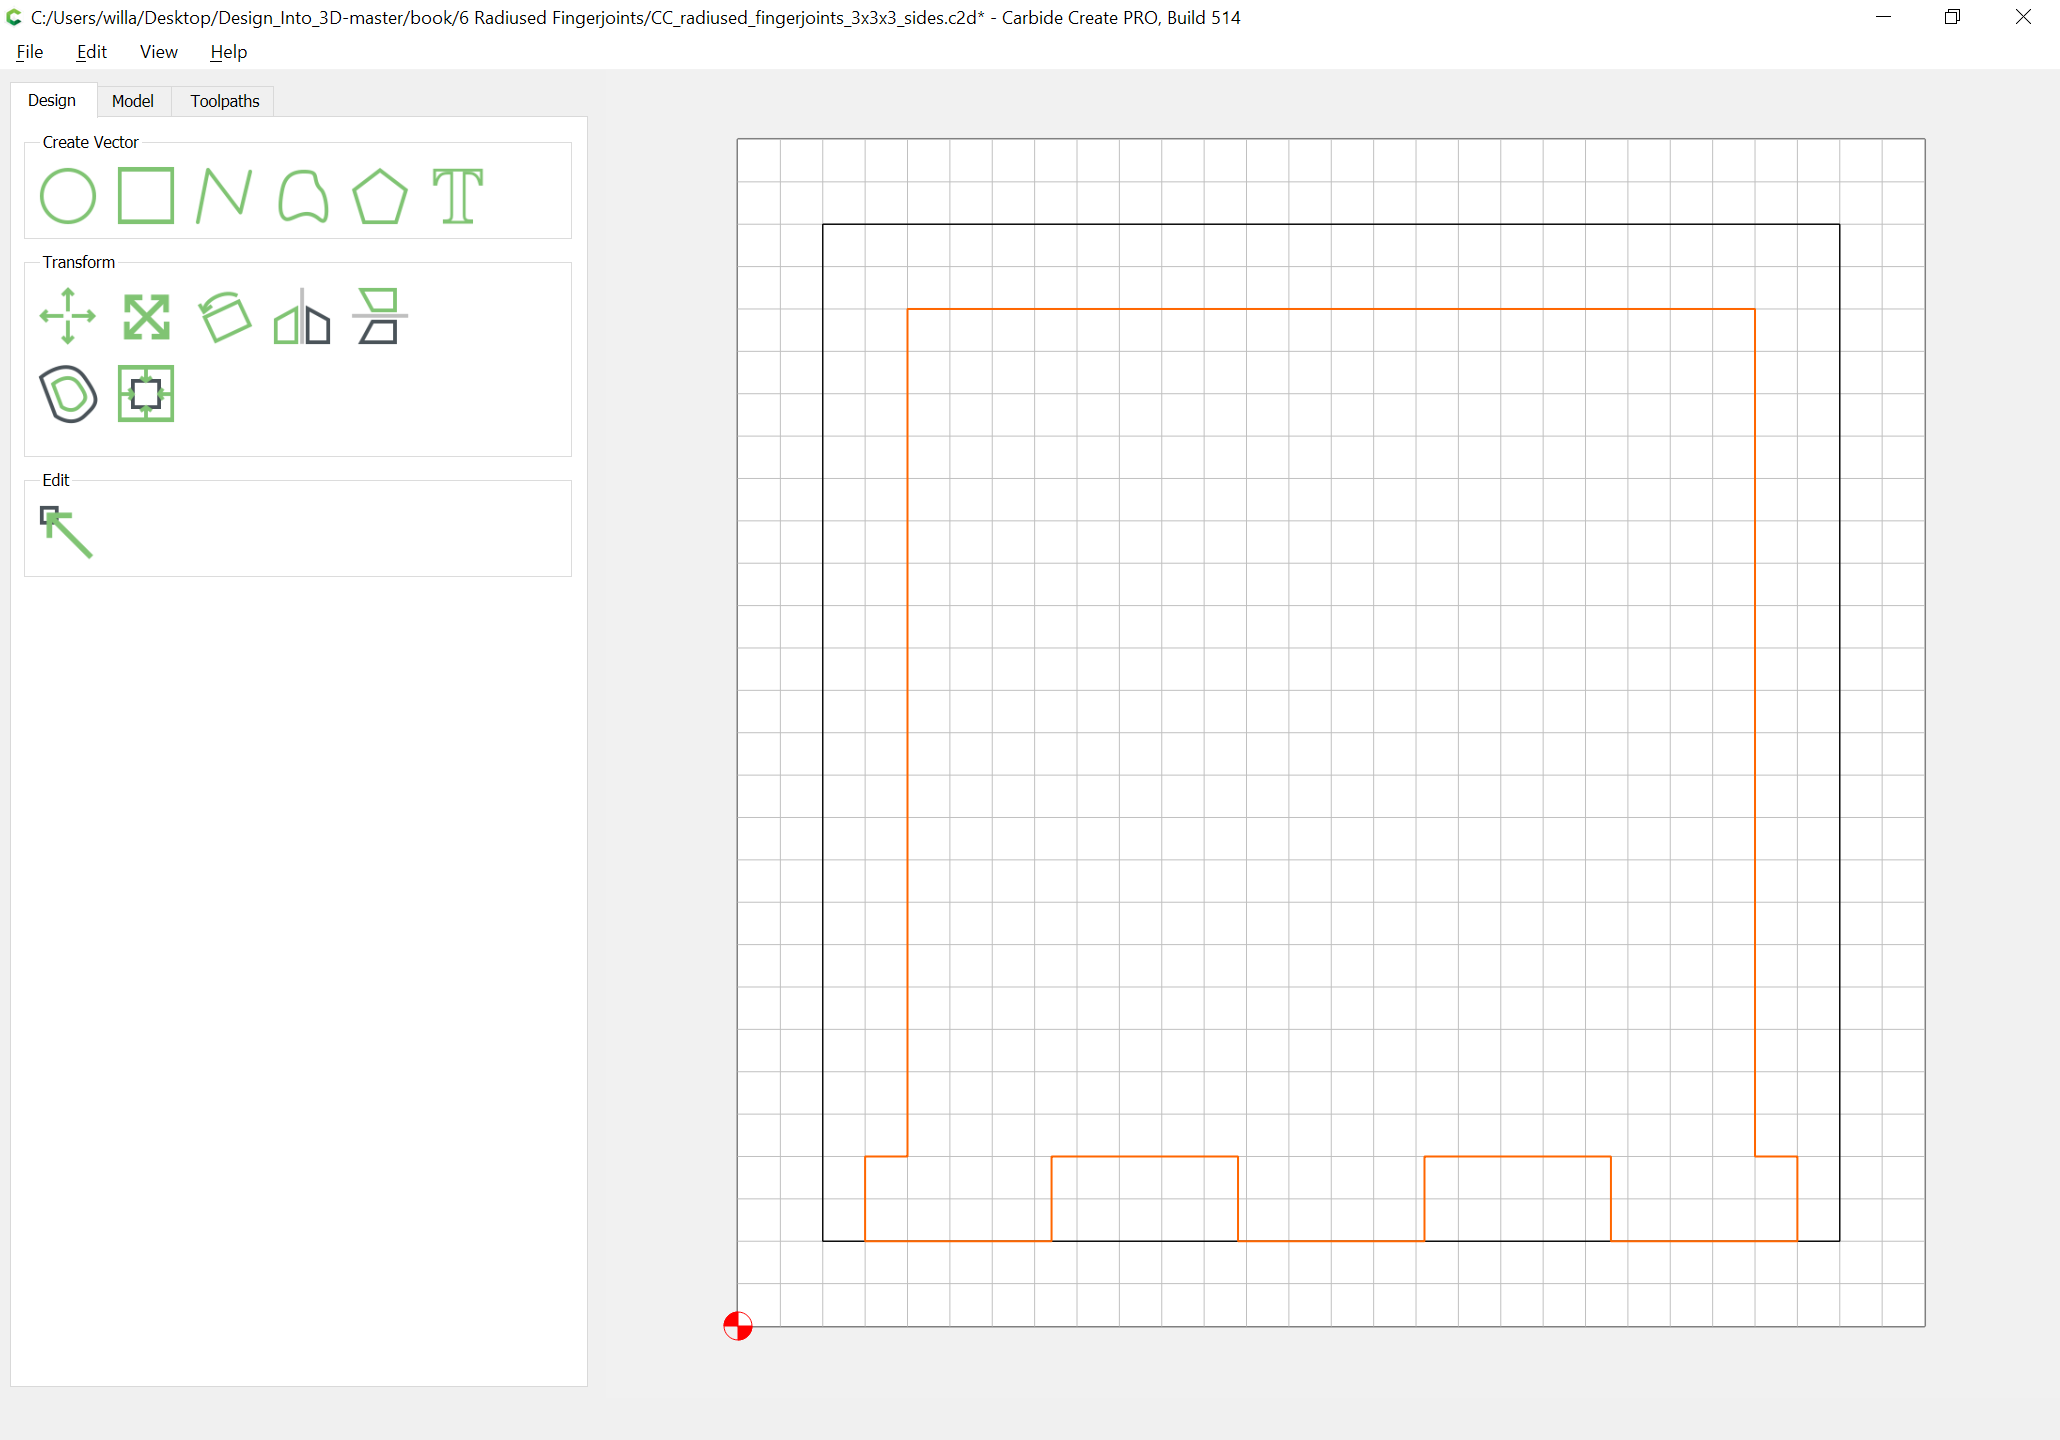 C:/Users/willa/Desktop/Design_Into_3D-master/book/6 Radiused Fingerjoints/CC_radiused_fingerjoints_3x3x3_sides.c2d* - Carbide Create PRO, Build 514
File Edit View Help
Design Model Toolpaths
Create Vector
Transform
Edit